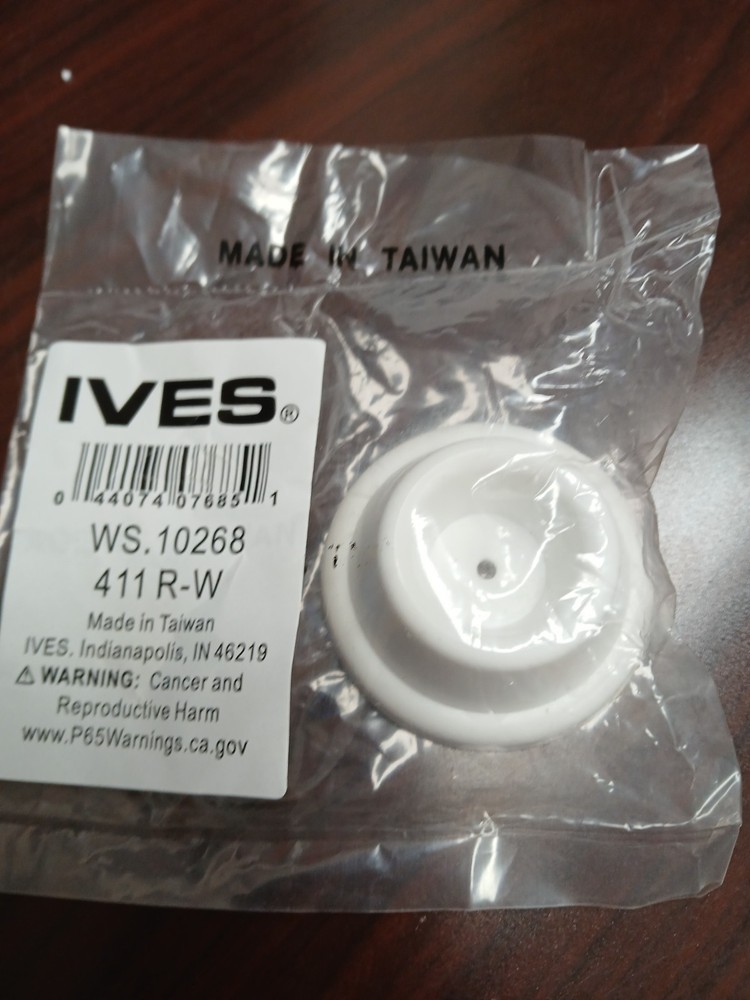 MADE IN TAIWAN
IVES®
0 44074 07685 1
WS.10268
411 R-W
Made in Taiwan
IVES. Indianapolis, IN 46219
⚠ WARNING: Cancer and
Reproductive Harm
www.P65Warnings.ca.gov